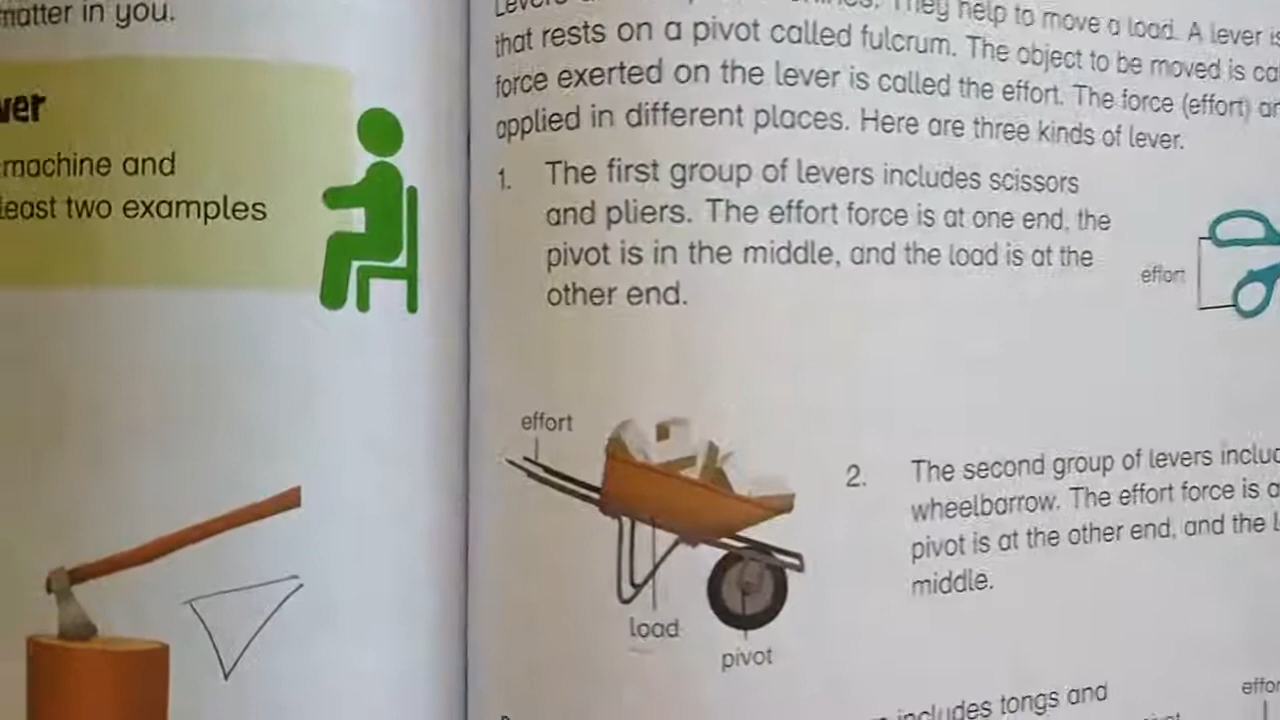 matter in you.
machine and
least two examples
They help to move a load. A lever is
that rests on a pivot called fulcrum. The object to be moved is
force exerted on the lever is called the effort. The force (effort)
applied in different places. Here are three kinds of lever.
1. The first group of levers includes scissors
and pliers. The effort force is at one end, the
pivot is in the middle, and the load is at the
other end.
effort
effort
load
pivot
2. The second group of levers
wheelbarrow. The effort force is
pivot is at the other end, and the
middle.
includes tongs and